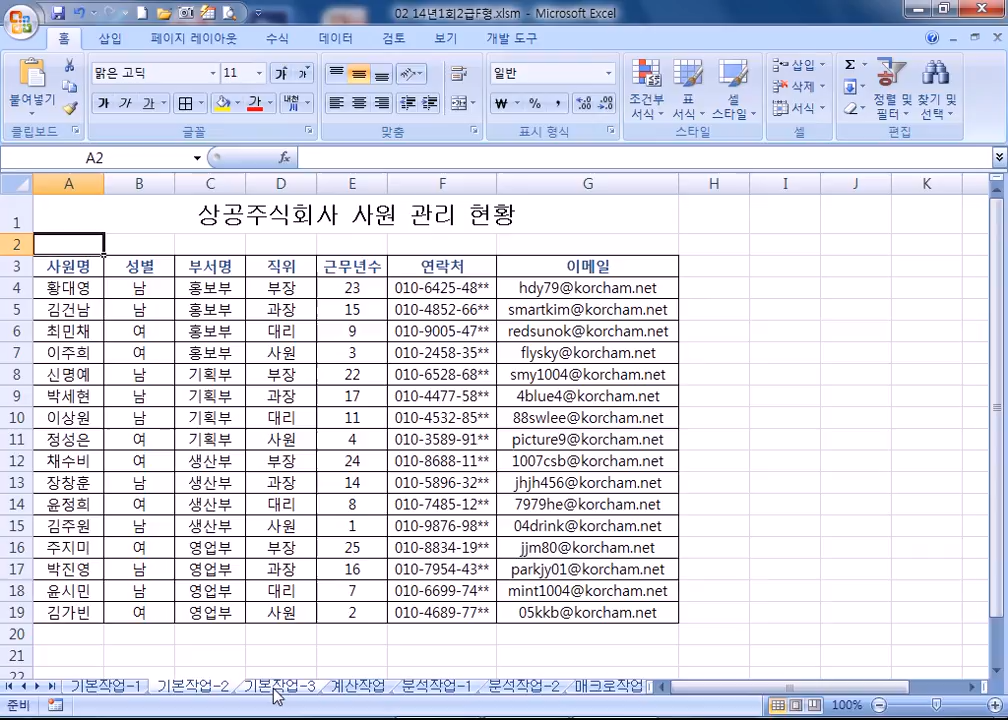 02 14년1회2급F형.xlsm - Microsoft Excel
홈 삽입 페이지 레이아웃 수식 데이터 검토 보기 개발 도구
붙여넣기
클립보드
맑은 고딕 11
가 가
가 가 가 가 내천
글꼴
맞춤
일반
₩ % ,
표시 형식
조건부 서식 표 서식 셀 스타일
스타일
삽입
삭제
서식
셀
Σ
정렬 및 필터 찾기 및 선택
편집
A2 fx
A B C D E F G H I J K
1 상공주식회사 사원 관리 현황
2
3 사원명 성별 부서명 직위 근무년수 연락처 이메일
4 황대영 남 홍보부 부장 23 010-6425-48** hdy79@korcham.net
5 김건남 남 홍보부 과장 15 010-4852-66** smartkim@korcham.net
6 최민채 여 홍보부 대리 9 010-9005-47** redsunok@korcham.net
7 이주희 여 홍보부 사원 3 010-2458-35** flysky@korcham.net
8 신명예 남 기획부 부장 22 010-6528-68** smy1004@korcham.net
9 박세현 남 기획부 과장 17 010-4477-58** 4blue4@korcham.net
10 이상원 남 기획부 대리 11 010-4532-85** 88swlee@korcham.net
11 정성은 여 기획부 사원 4 010-3589-91** picture9@korcham.net
12 채수비 여 생산부 부장 24 010-8688-11** 1007csb@korcham.net
13 장창훈 남 생산부 과장 14 010-5896-32** jhjh456@korcham.net
14 윤정희 여 생산부 대리 8 010-7485-12** 7979he@korcham.net
15 김주원 남 생산부 사원 1 010-9876-98** 04drink@korcham.net
16 주지미 여 영업부 부장 25 010-8834-19** jjm80@korcham.net
17 박진영 남 영업부 과장 16 010-7954-43** parkjy01@korcham.net
18 윤시민 남 영업부 대리 7 010-6699-74** mint1004@korcham.net
19 김가빈 여 영업부 사원 2 010-4689-77** 05kkb@korcham.net
20
21
22
기본작업-1 기본작업-2 기본작업-3 계산작업 분석작업-1 분석작업-2 매크로작업
준비 100%